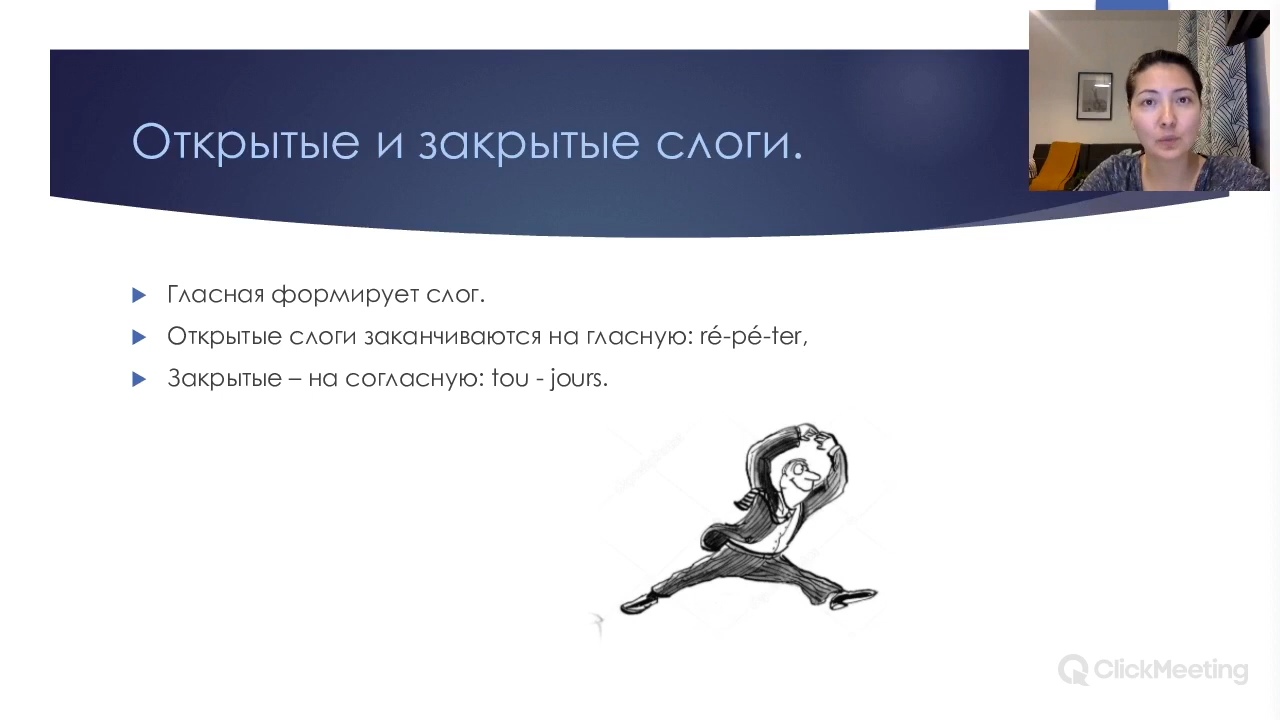 Открытые и закрытые слоги.
Гласная формирует слог.
Открытые слоги заканчиваются на гласную: ré-pé-ter,
Закрытые – на согласную: tou - jours.
ClickMeeting